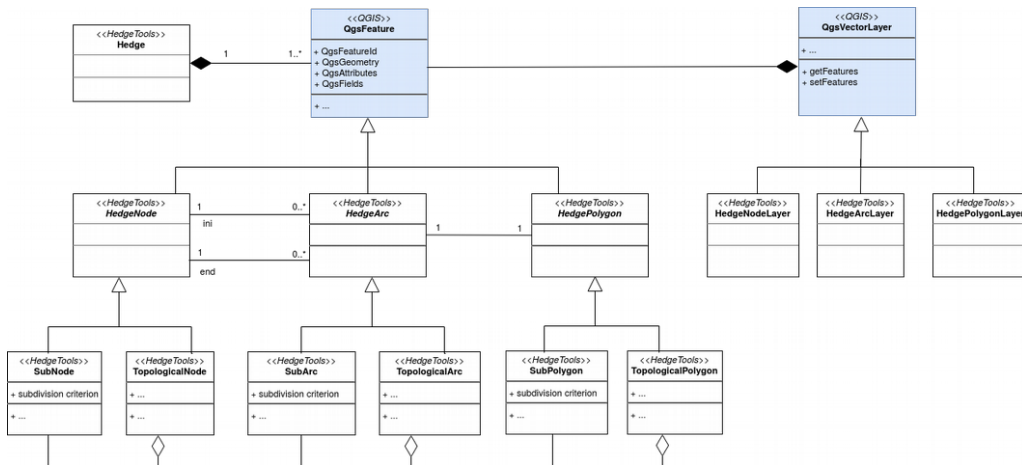 <<HedgeTools>>
Hedge
1
1..*
<<QGIS>>
QgsFeature
+ QgsFeatureId
+ QgsGeometry
+ QgsAttributes
+ QgsFields
+ ...
<<QGIS>>
QgsVectorLayer
+ ...
+ getFeatures
+ setFeatures
<<HedgeTools>>
HedgeNode
1
0..*
ini
1
0..*
end
<<HedgeTools>>
HedgeArc
1
1
<<HedgeTools>>
HedgePolygon
<<HedgeTools>>
HedgeNodeLayer
<<HedgeTools>>
HedgeArcLayer
<<HedgeTools>>
HedgePolygonLayer
<<HedgeTools>>
SubNode
+ subdivision criterion
+ ...
<<HedgeTools>>
TopologicalNode
+ ...
+ ...
<<HedgeTools>>
SubArc
+ subdivision criterion
+ ...
<<HedgeTools>>
TopologicalArc
+ ...
+ ...
<<HedgeTools>>
SubPolygon
+ subdivision criterion
+ ...
<<HedgeTools>>
TopologicalPolygon
+ ...
+ ...